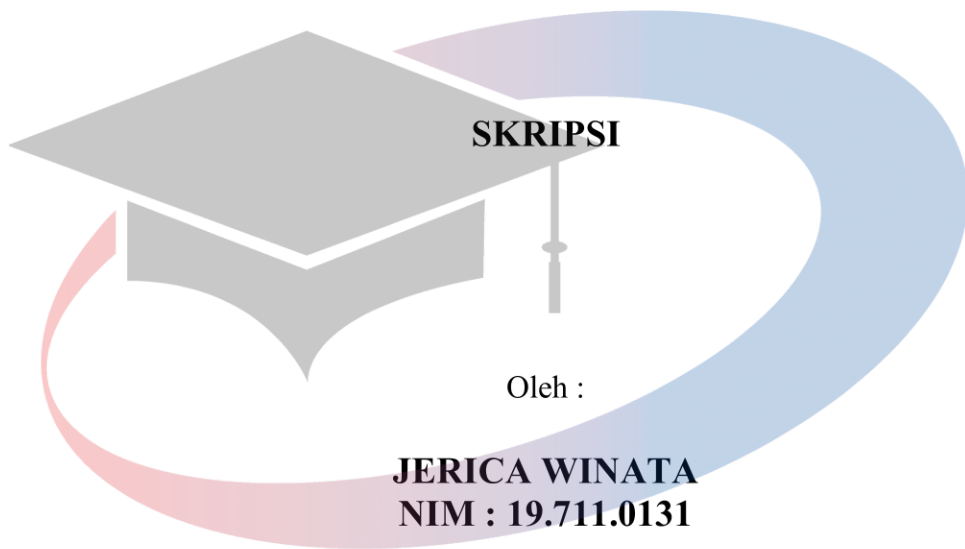 SKRIPSI
Oleh :
JERICA WINATA
NIM : 19.711.0131